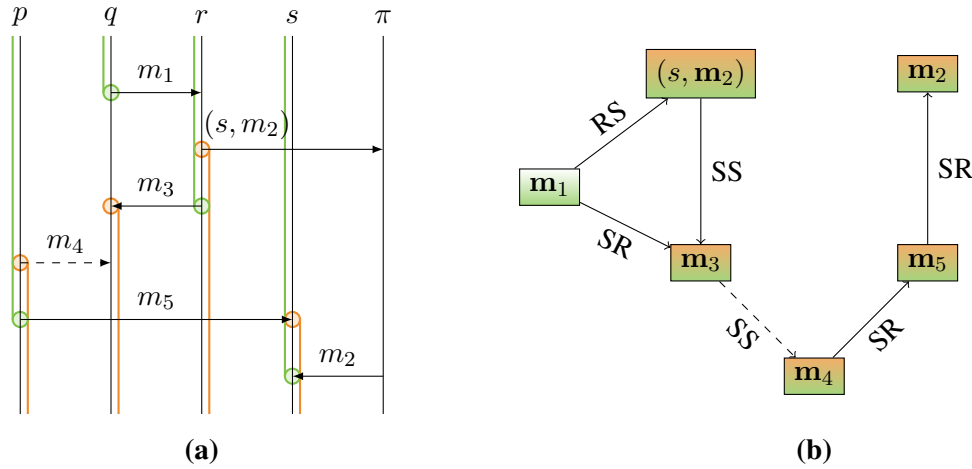 p q r s π
m₁
(s, m₂)
m₃
m₄
m₅
m₂
(a)
(s, m₂)
m₂
RS
SS
SR
m₁
SR
m₃
m₅
SS
SR
m₄
(b)